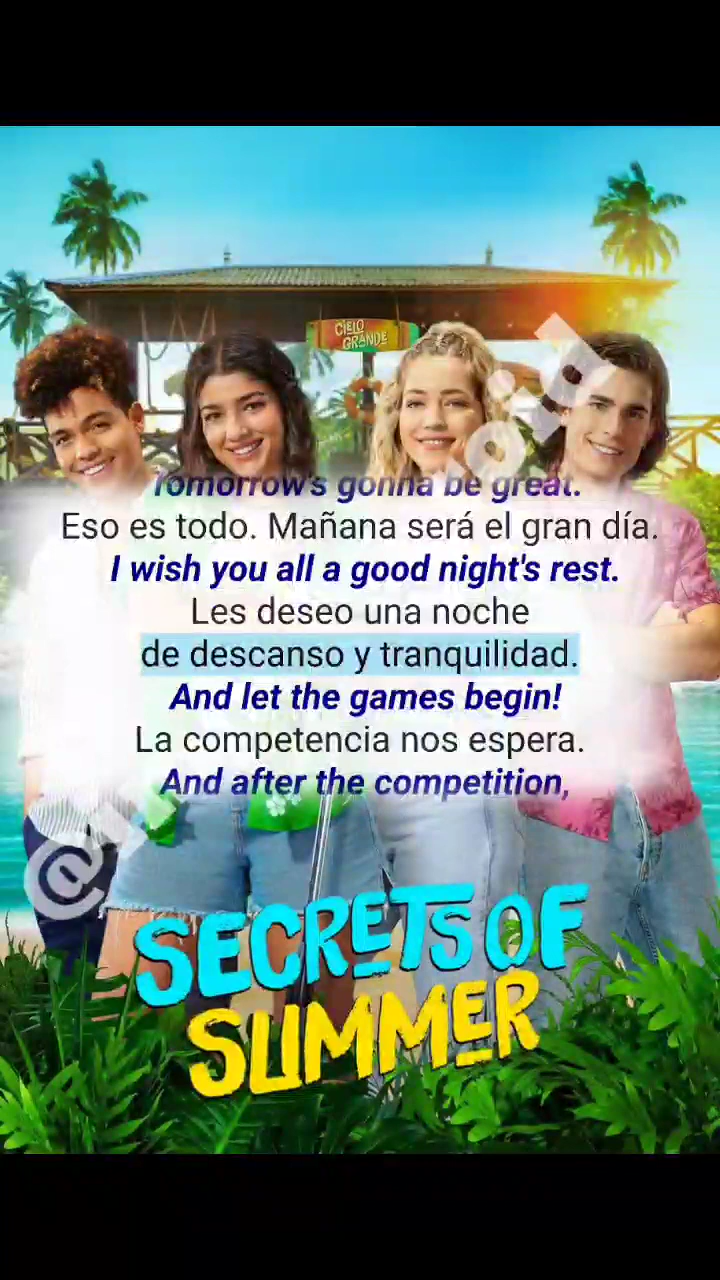 CIELO
GRANDE
Tomorrow's gonna be great.
Eso es todo. Mañana será el gran día.
I wish you all a good night's rest.
Les deseo una noche
de descanso y tranquilidad.
And let the games begin!
La competencia nos espera.
And after the competition,
SECRETS OF
SUMMER